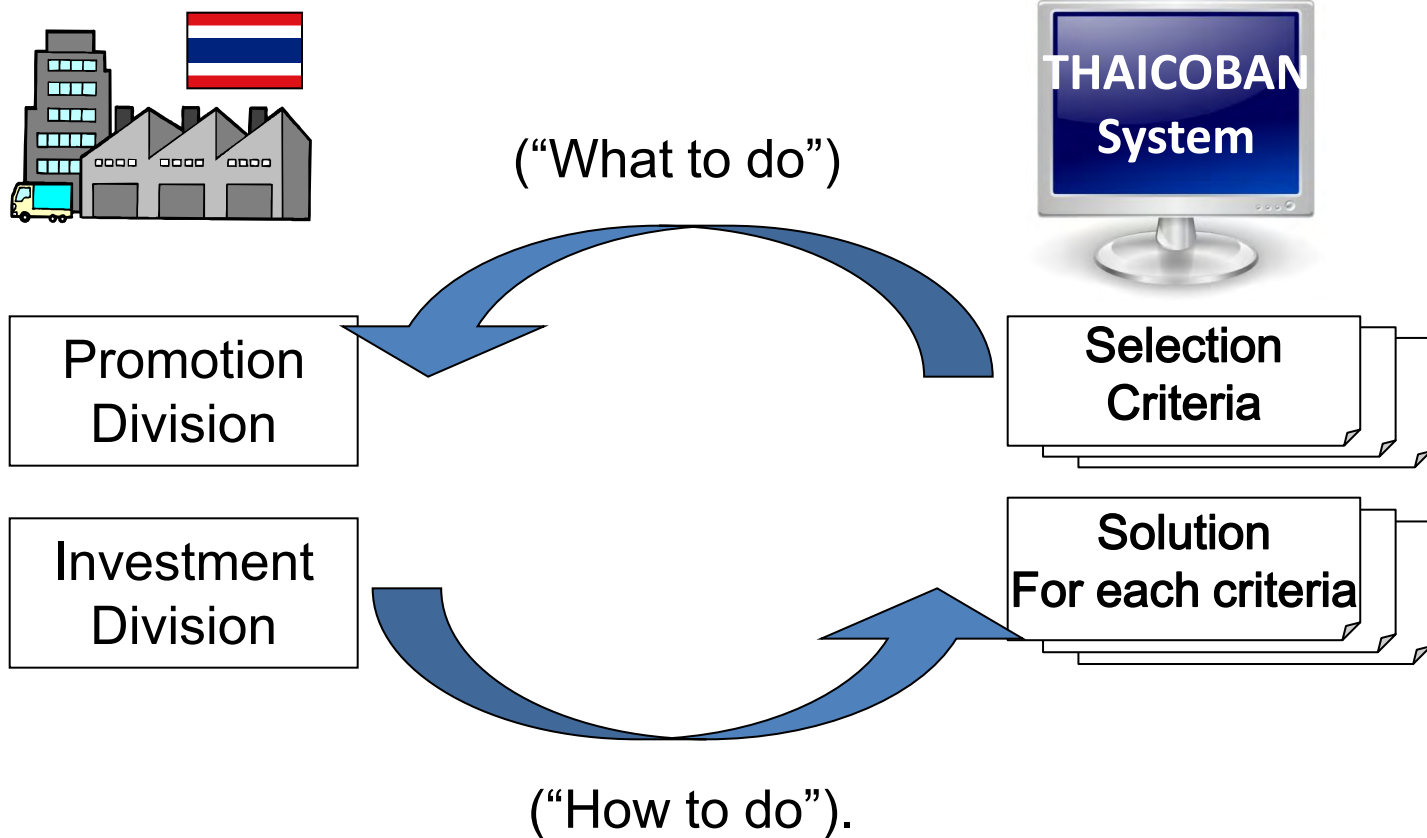 THAICOBAN
System
(“What to do”)
Promotion
Division
Selection
Criteria
Investment
Division
Solution
For each criteria
(“How to do”).